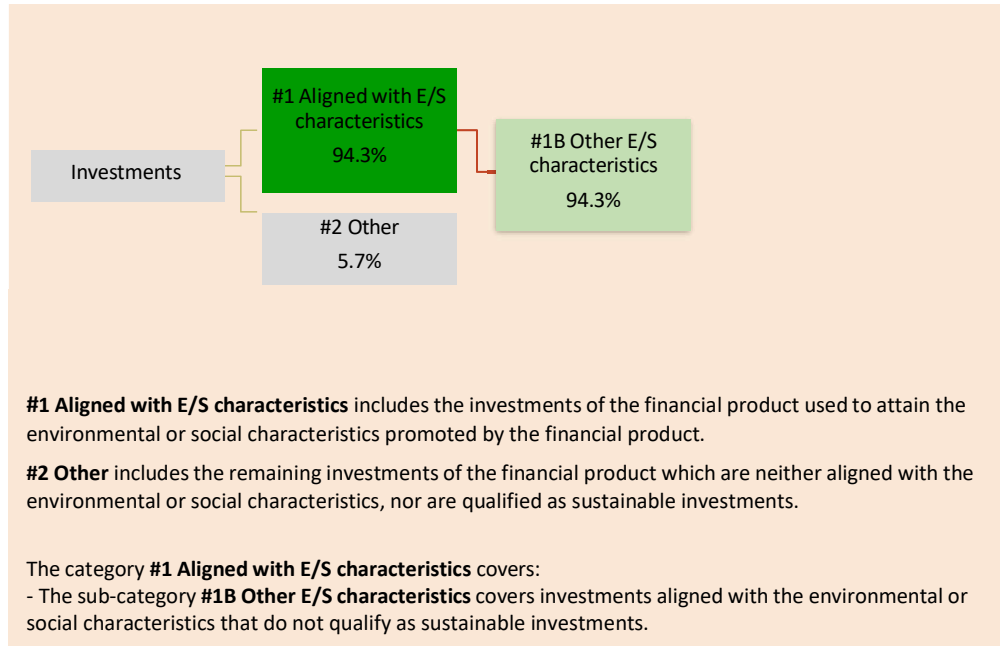 #1 Aligned with E/S
characteristics
94.3%
#1B Other E/S
characteristics
94.3%
Investments
#2 Other
5.7%
#1 Aligned with E/S characteristics includes the investments of the financial product used to attain the
environmental or social characteristics promoted by the financial product.
#2 Other includes the remaining investments of the financial product which are neither aligned with the
environmental or social characteristics, nor are qualified as sustainable investments.
The category #1 Aligned with E/S characteristics covers:
- The sub-category #1B Other E/S characteristics covers investments aligned with the environmental or
social characteristics that do not qualify as sustainable investments.